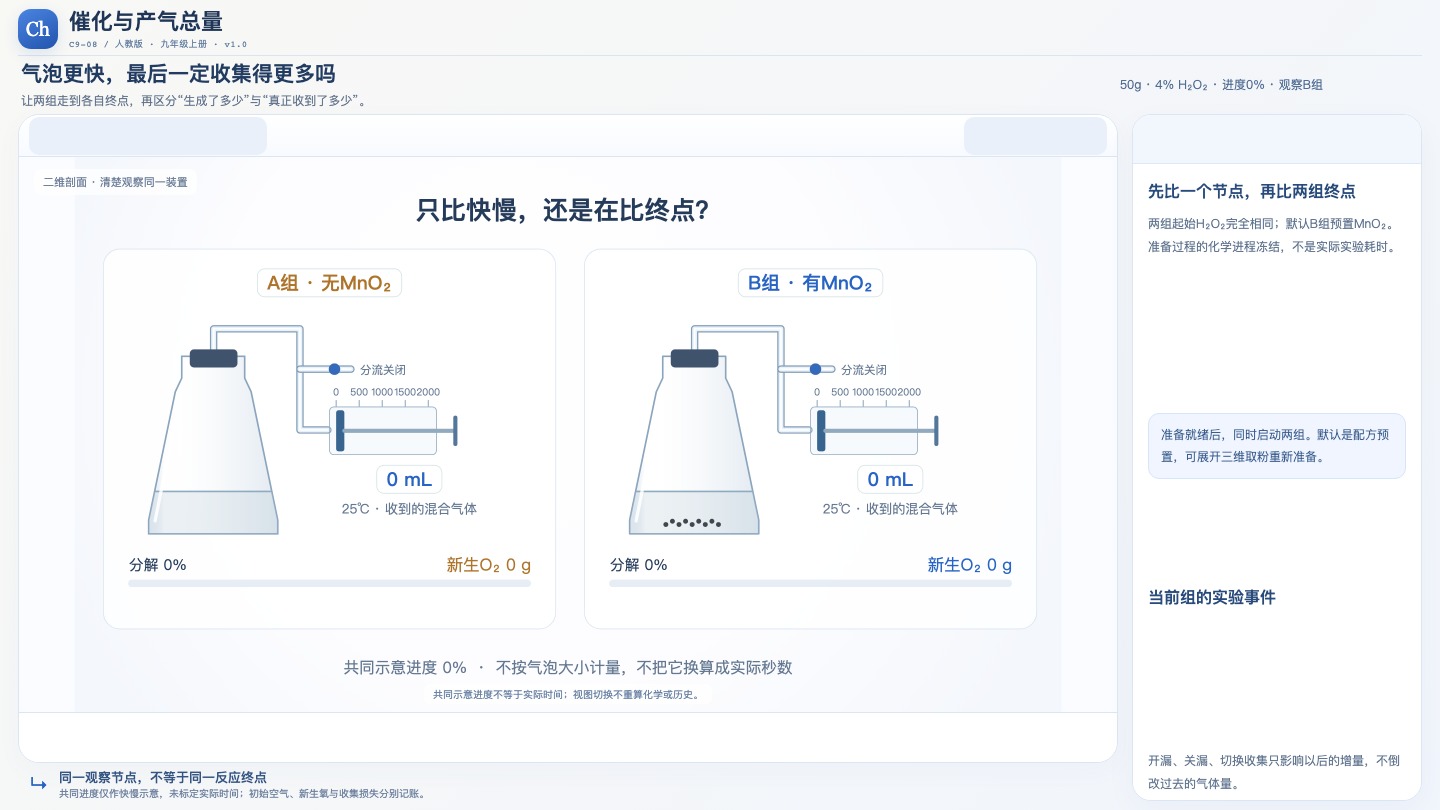 Ch
催化与产气总量
C9-08 / 人教版 · 九年级上册 · v1.0
气泡更快，最后一定收集得更多吗
让两组走到各自终点，再区分“生成了多少”与“真正收到了多少”。
50g · 4% H₂O₂ · 进度0% · 观察B组
二维剖面 · 清楚观察同一装置
只比快慢，还是在比终点?
A组 · 无MnO₂
分流关闭
0 500 1000 1500 2000
0 mL
25℃ · 收到的混合气体
分解 0%
新生O₂ 0 g
B组 · 有MnO₂
分流关闭
0 500 1000 1500 2000
0 mL
25℃ · 收到的混合气体
分解 0%
新生O₂ 0 g
共同示意进度 0% · 不按气泡大小计量，不把它换算成实际秒数
共同示意进度不等于实际时间；视图切换不重算化学或历史。
先比一个节点，再比两组终点
两组起始H₂O₂完全相同；默认B组预置MnO₂。
准备过程的化学进程冻结，不是实际实验耗时。
准备就绪后，同时启动两组。默认是配方预
置，可展开三维取粉重新准备。
当前组的实验事件
开漏、关漏、切换收集只影响以后的增量，不倒
改过去的气体量。
同一观察节点，不等于同一反应终点
共同进度仅作快慢示意，未标定实际时间；初始空气、新生氧与收集损失分别记账。